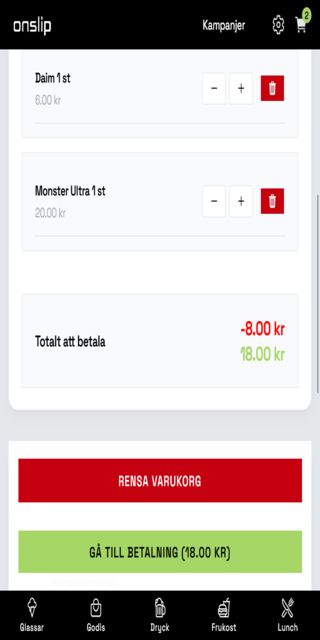 onslip
Kampanjer
2
Daim 1 st
6.00 kr
Monster Ultra 1 st
20.00 kr
Totalt att betala
-8.00 kr
18.00 kr
RENSA VARUKORG
GÅ TILL BETALNING (18.00 KR)
Glassar
Godis
Dryck
Frukost
Lunch